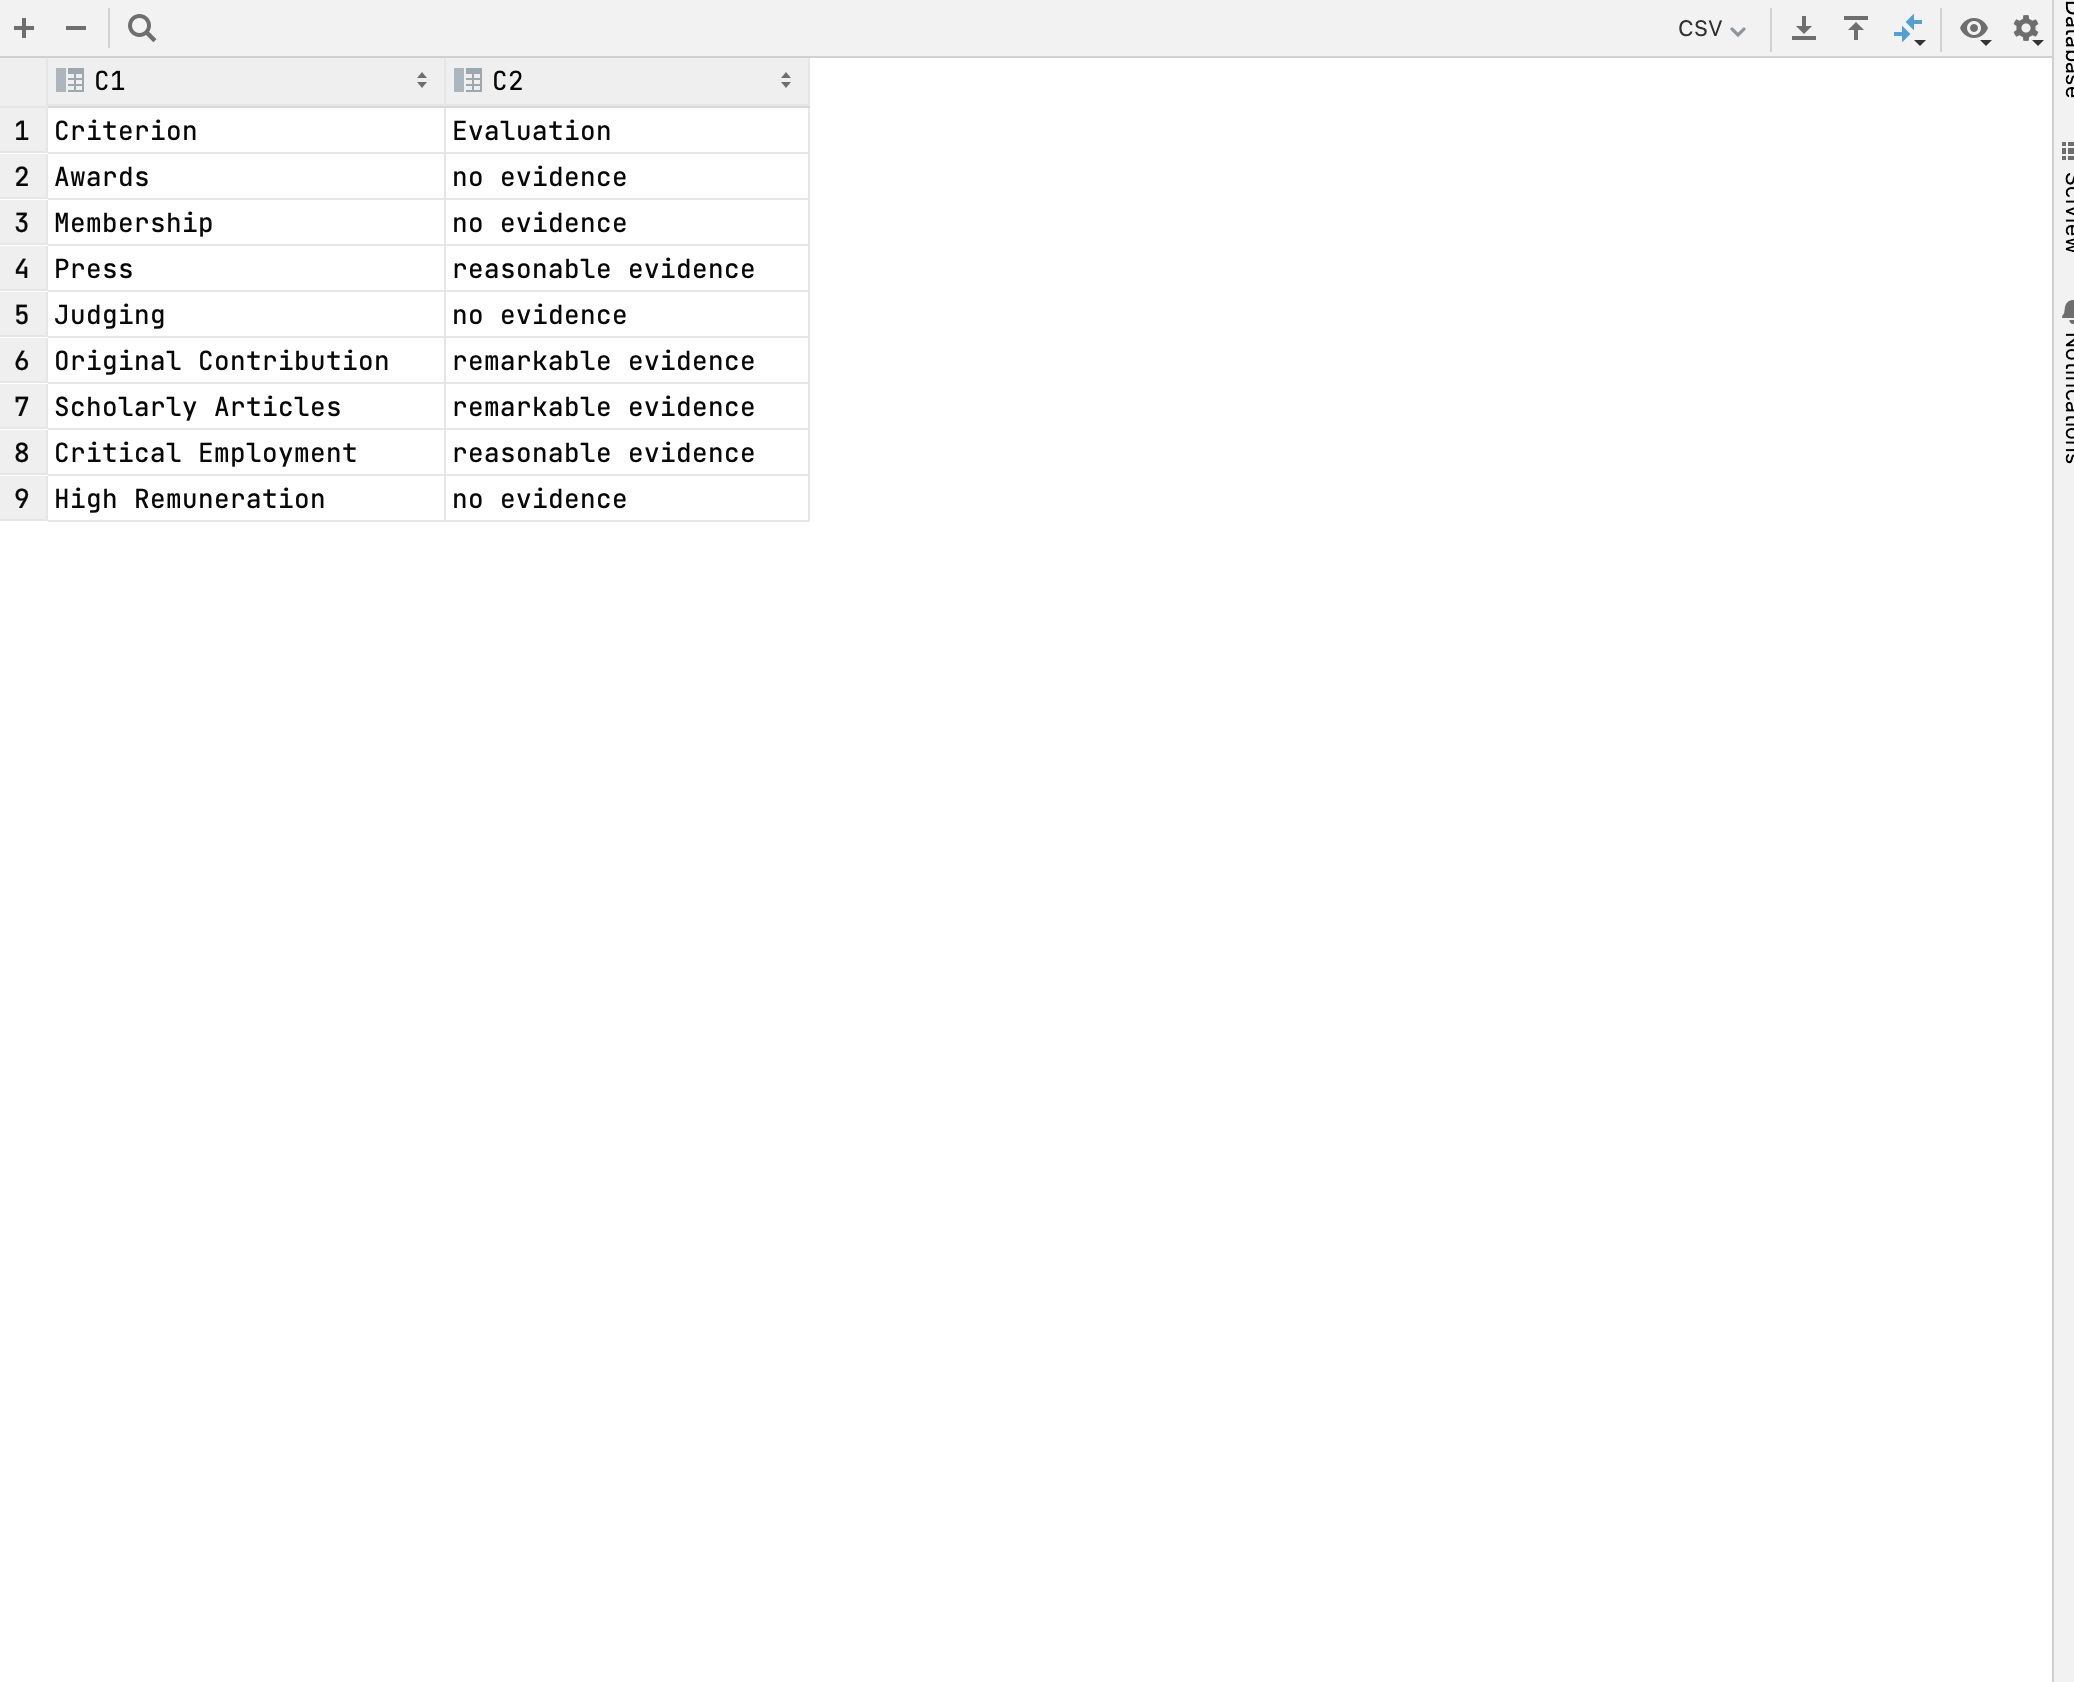 CSV
C1 C2
1 Criterion Evaluation
2 Awards no evidence
3 Membership no evidence
4 Press reasonable evidence
5 Judging no evidence
6 Original Contribution remarkable evidence
7 Scholarly Articles remarkable evidence
8 Critical Employment reasonable evidence
9 High Remuneration no evidence
Database
SciView
Notifications